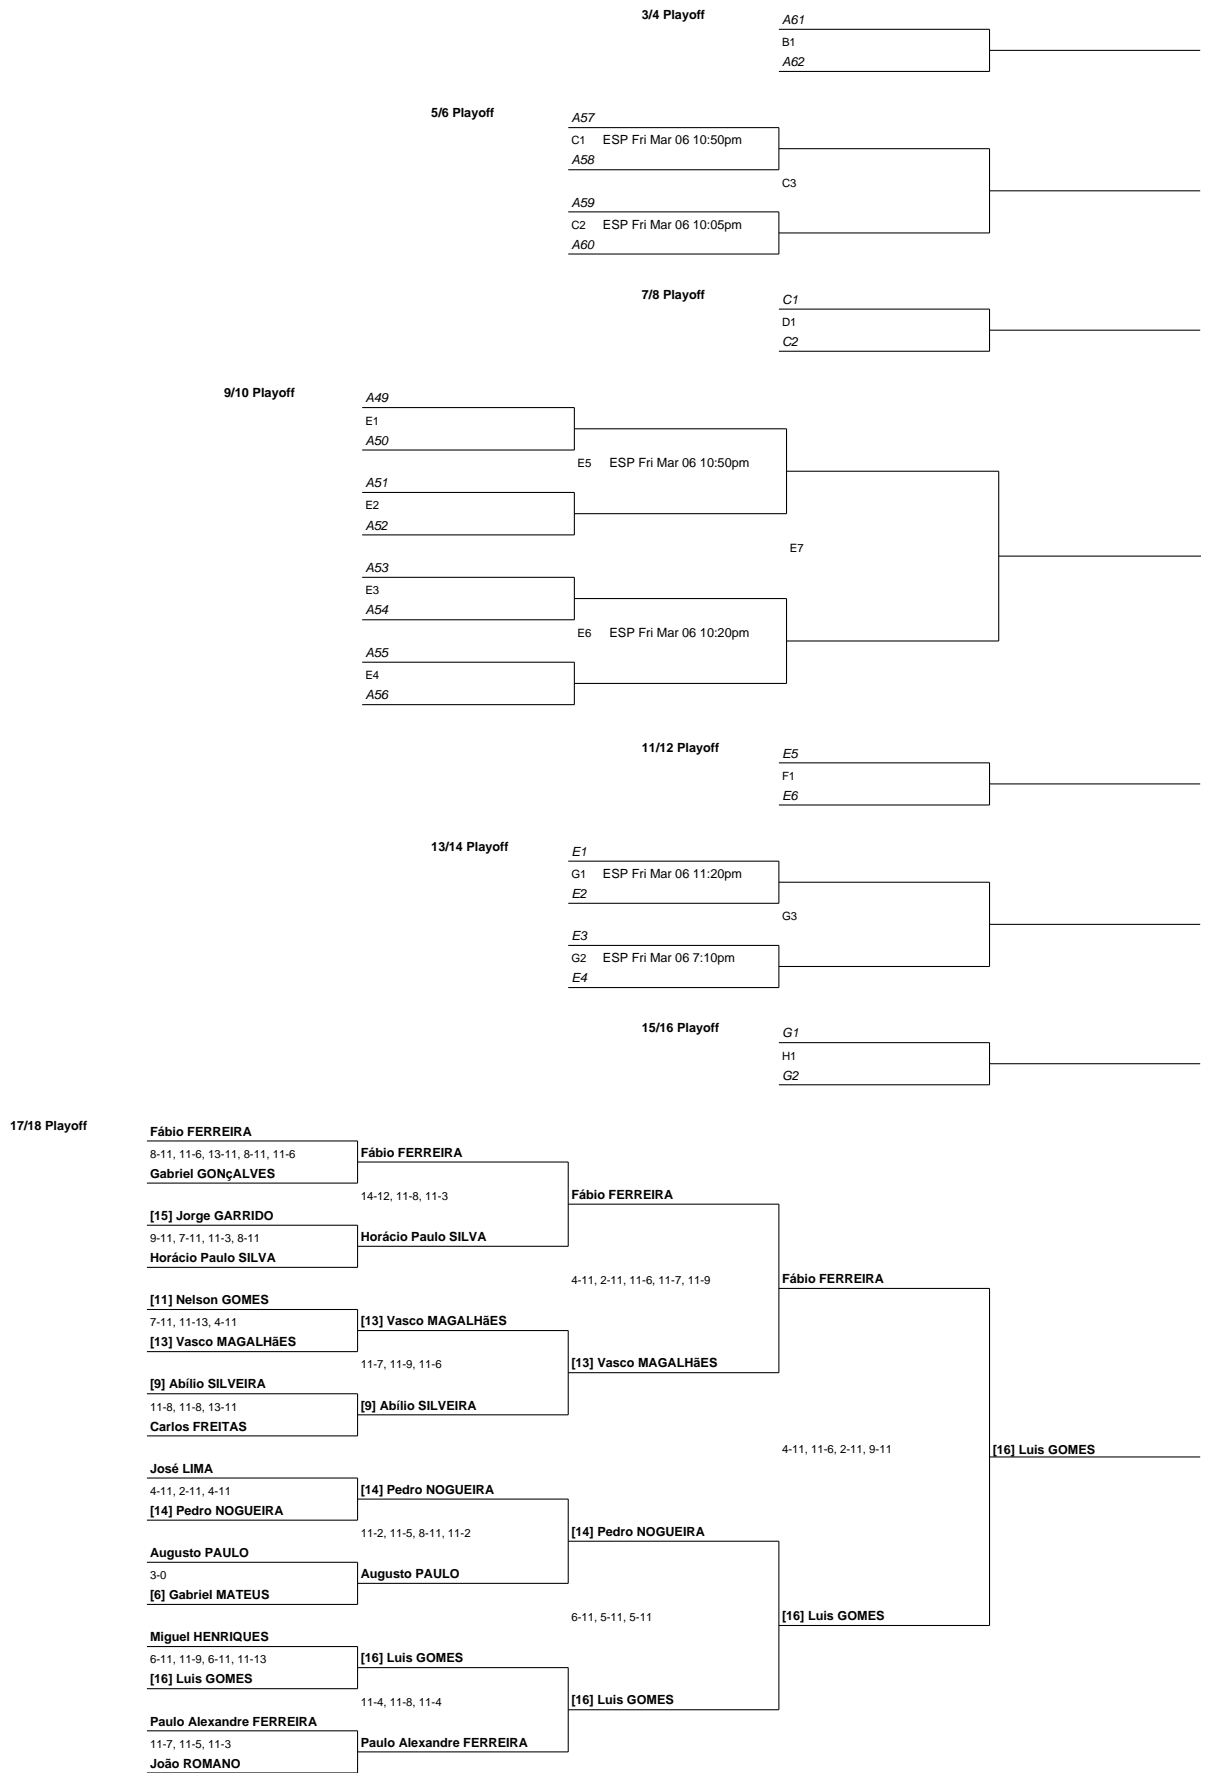 3/4 Playoff
A61
B1
A62
5/6 Playoff
A57
C1 ESP Fri Mar 06 10:50pm
A58
C3
A59
C2 ESP Fri Mar 06 10:05pm
A60
7/8 Playoff
C1
D1
C2
9/10 Playoff
A49
E1
A50
E5 ESP Fri Mar 06 10:50pm
A51
E2
A52
E7
A53
E3
A54
E6 ESP Fri Mar 06 10:20pm
A55
E4
A56
11/12 Playoff
E5
F1
E6
13/14 Playoff
E1
G1 ESP Fri Mar 06 11:20pm
E2
G3
E3
G2 ESP Fri Mar 06 7:10pm
E4
15/16 Playoff
G1
H1
G2
17/18 Playoff
Fábio FERREIRA
8-11, 11-6, 13-11, 8-11, 11-6
Fábio FERREIRA
Gabriel GONçALVES
14-12, 11-8, 11-3
Fábio FERREIRA
[15] Jorge GARRIDO
9-11, 7-11, 11-3, 8-11
Horácio Paulo SILVA
Horácio Paulo SILVA
4-11, 2-11, 11-6, 11-7, 11-9
Fábio FERREIRA
[11] Nelson GOMES
7-11, 11-13, 4-11
[13] Vasco MAGALHãES
[13] Vasco MAGALHãES
11-7, 11-9, 11-6
[13] Vasco MAGALHãES
[9] Abílio SILVEIRA
11-8, 11-8, 13-11
[9] Abílio SILVEIRA
Carlos FREITAS
4-11, 11-6, 2-11, 9-11
[16] Luis GOMES
José LIMA
4-11, 2-11, 4-11
[14] Pedro NOGUEIRA
[14] Pedro NOGUEIRA
11-2, 11-5, 8-11, 11-2
[14] Pedro NOGUEIRA
Augusto PAULO
3-0
Augusto PAULO
[6] Gabriel MATEUS
6-11, 5-11, 5-11
[16] Luis GOMES
Miguel HENRIQUES
6-11, 11-9, 6-11, 11-13
[16] Luis GOMES
[16] Luis GOMES
11-4, 11-8, 11-4
[16] Luis GOMES
Paulo Alexandre FERREIRA
11-7, 11-5, 11-3
Paulo Alexandre FERREIRA
João ROMANO